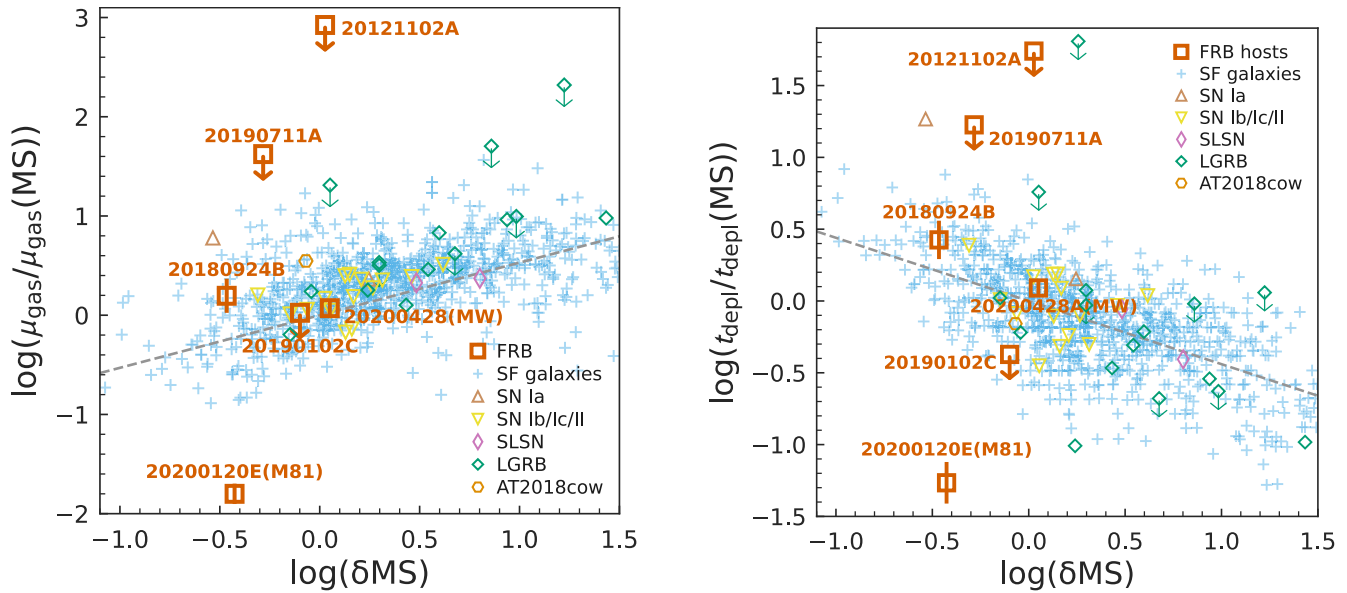 log(μgas/μgas(MS))
3
2
1
0
−1
−2
20121102A
20190711A
20180924B
20200428(MW)
20190102C
20200120E(M81)
FRB
SF galaxies
SN Ia
SN Ib/Ic/II
SLSN
LGRB
AT2018cow
−1.0
−0.5
0.0
0.5
1.0
1.5
log(δMS)
log(tdepl/tdepl(MS))
1.5
1.0
0.5
0.0
−0.5
−1.0
−1.5
20121102A
20190711A
20180924B
20200428A(MW)
20190102C
20200120E(M81)
FRB hosts
SF galaxies
SN Ia
SN Ib/Ic/II
SLSN
LGRB
AT2018cow
−1.0
−0.5
0.0
0.5
1.0
1.5
log(δMS)